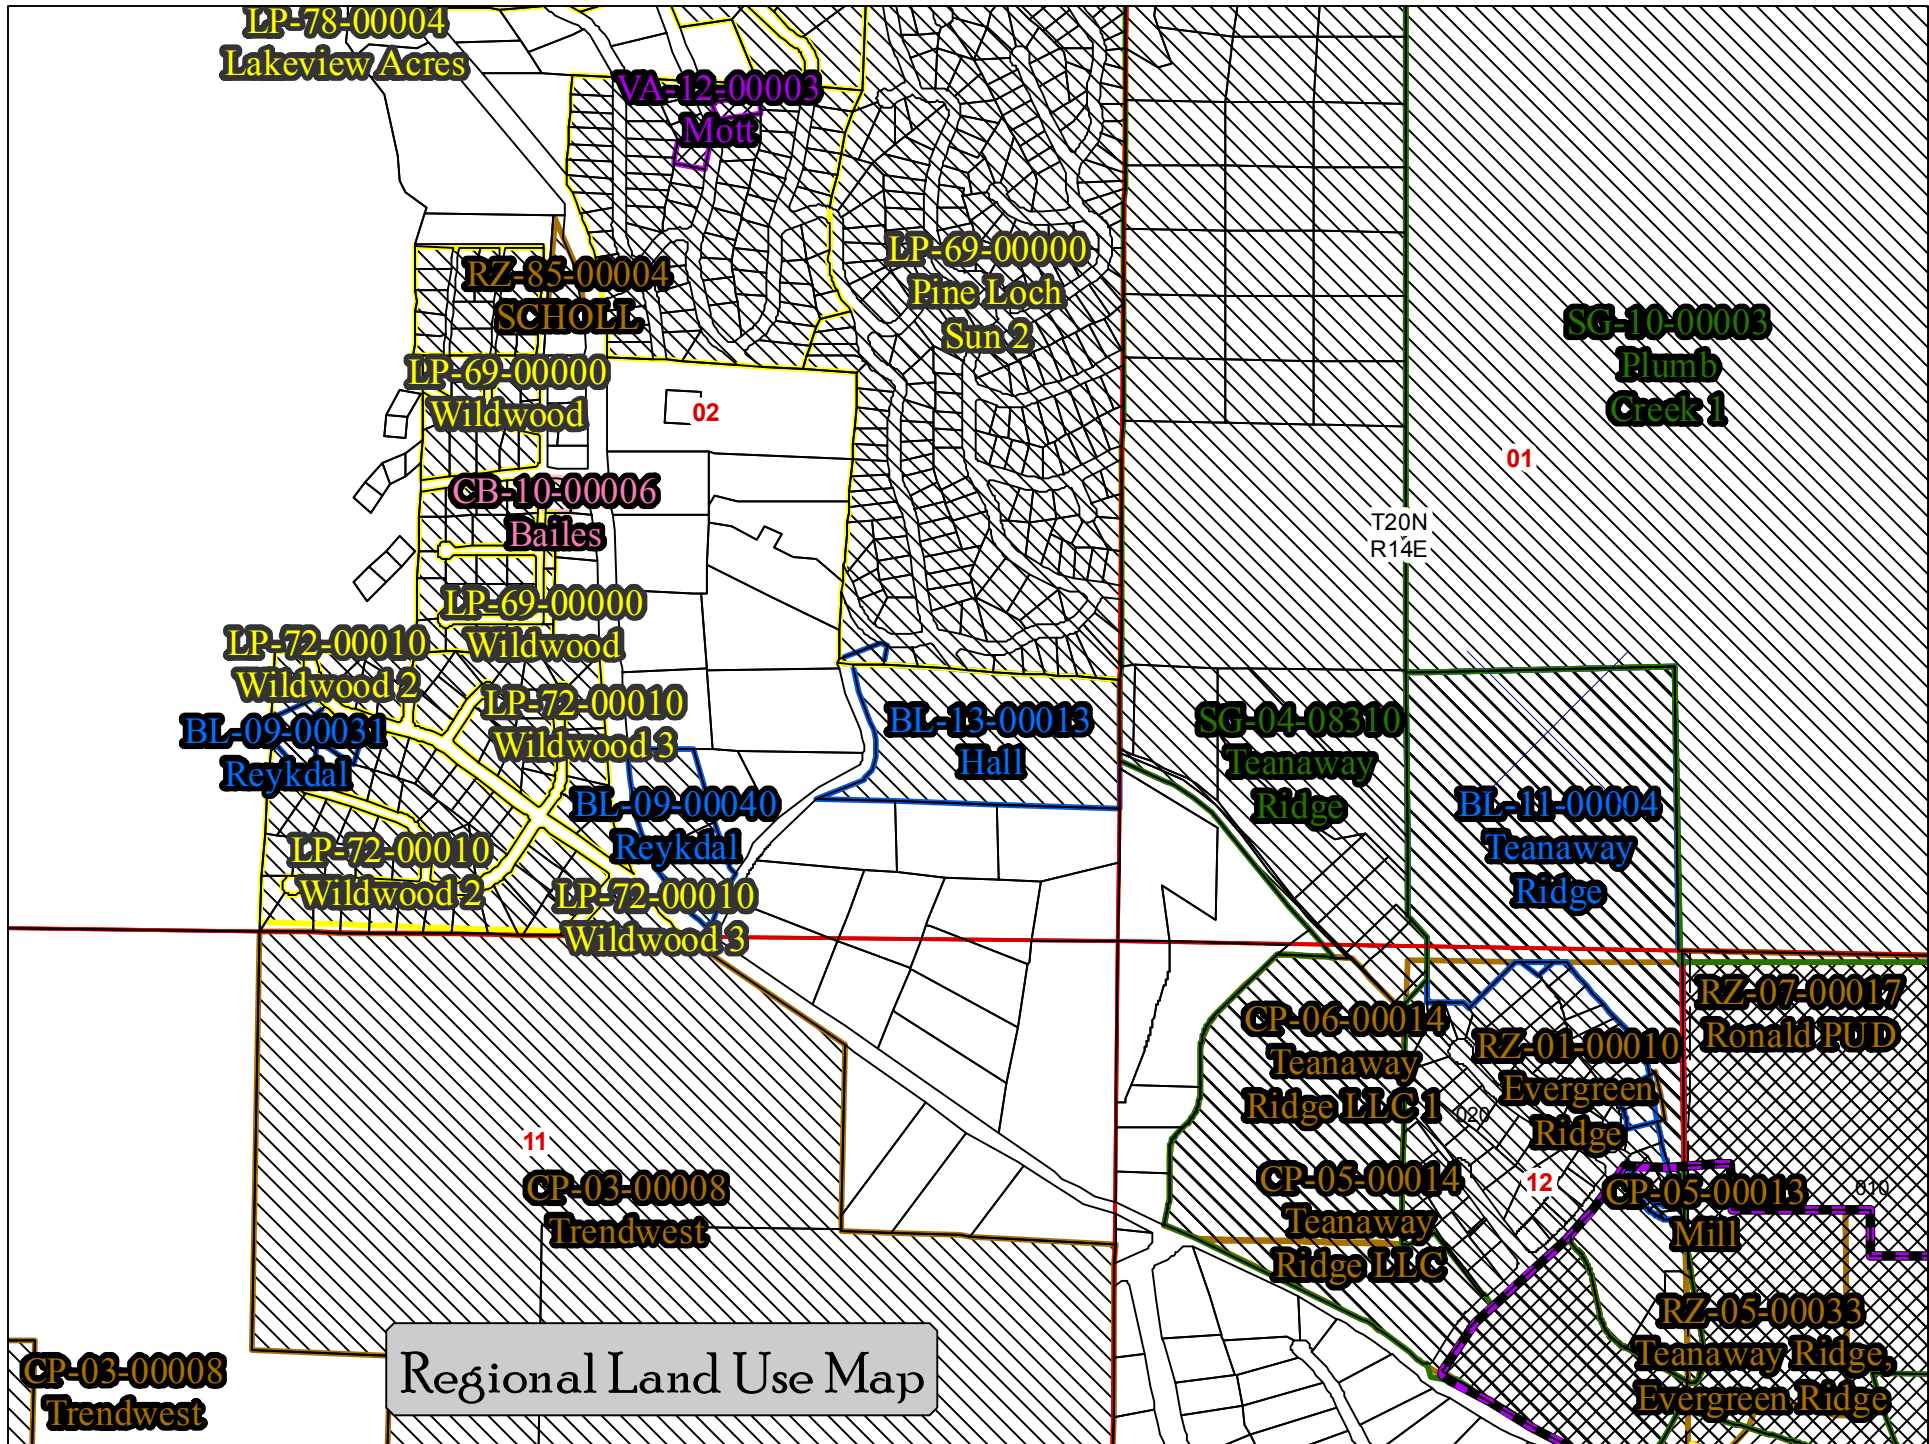 LP-78-00004
Lakeview Acres
VA-12-00003
Mott
LP-69-00000
Pine Loch
Sun 2
RZ-85-00004
SCHOLL
SG-10-00003
Plumb
Creek 1
LP-69-00000
Wildwood
02
01
CB-10-00006
Bailes
T20N
R14E
LP-69-00000
Wildwood
LP-72-00010
Wildwood 2
LP-72-00010
Wildwood 3
BL-09-00031
Reykdal
BL-13-00013
Hall
SG-04-08310
Teanaway
Ridge
BL-09-00040
Reykdal
BL-11-00004
Teanaway
Ridge
LP-72-00010
Wildwood 2
LP-72-00010
Wildwood 3
RZ-07-00017
Ronald PUD
CP-06-00014
Teanaway
Ridge LLC 1
RZ-01-00010
Evergreen
Ridge
020
11
12
CP-03-00008
Trendwest
CP-05-00014
Teanaway
Ridge LLC
CP-05-00013
Mill
010
RZ-05-00033
Teanaway Ridge,
Evergreen Ridge
CP-03-00008
Trendwest
Regional Land Use Map